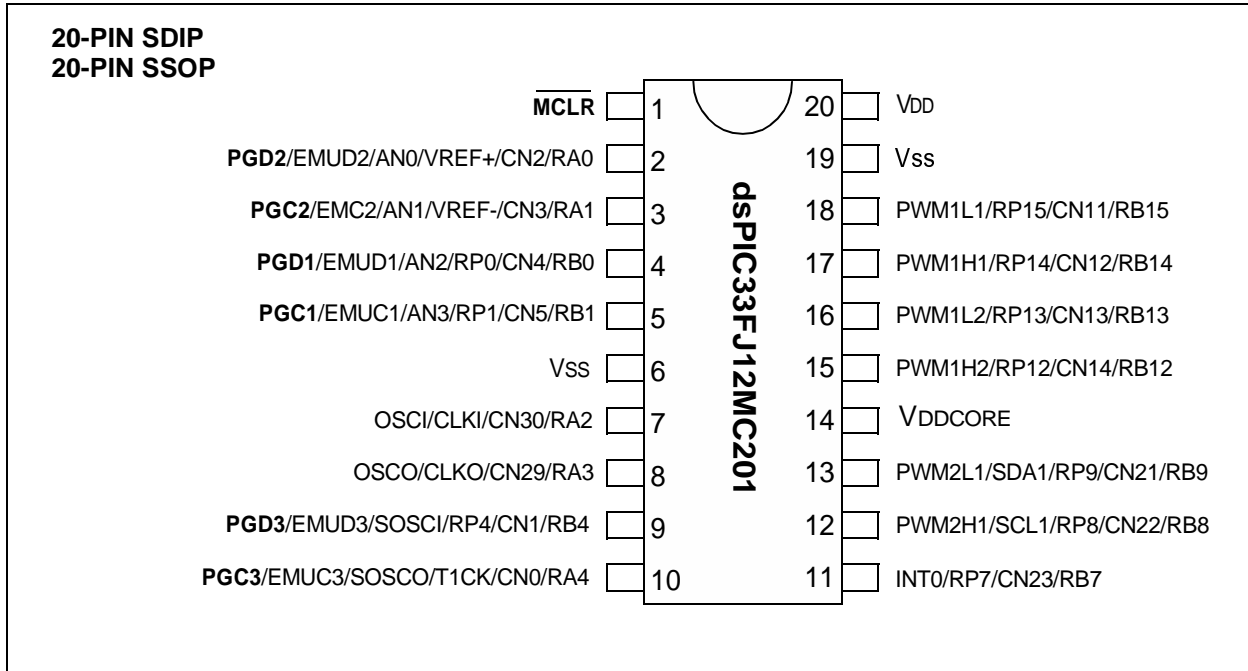 20-PIN SDIP
20-PIN SSOP
MCLR 1
20 VDD
PGD2/EMUD2/AN0/VREF+/CN2/RA0 2
19 Vss
PGC2/EMC2/AN1/VREF-/CN3/RA1 3
18 PWM1L1/RP15/CN11/RB15
PGD1/EMUD1/AN2/RP0/CN4/RB0 4
17 PWM1H1/RP14/CN12/RB14
PGC1/EMUC1/AN3/RP1/CN5/RB1 5
16 PWM1L2/RP13/CN13/RB13
VSS 6
15 PWM1H2/RP12/CN14/RB12
OSCI/CLKI/CN30/RA2 7
14 VDDCORE
OSCO/CLKO/CN29/RA3 8
13 PWM2L1/SDA1/RP9/CN21/RB9
PGD3/EMUD3/SOSCI/RP4/CN1/RB4 9
12 PWM2H1/SCL1/RP8/CN22/RB8
PGC3/EMUC3/SOSCO/T1CK/CN0/RA4 10
11 INT0/RP7/CN23/RB7
dsPIC33FJ12MC201